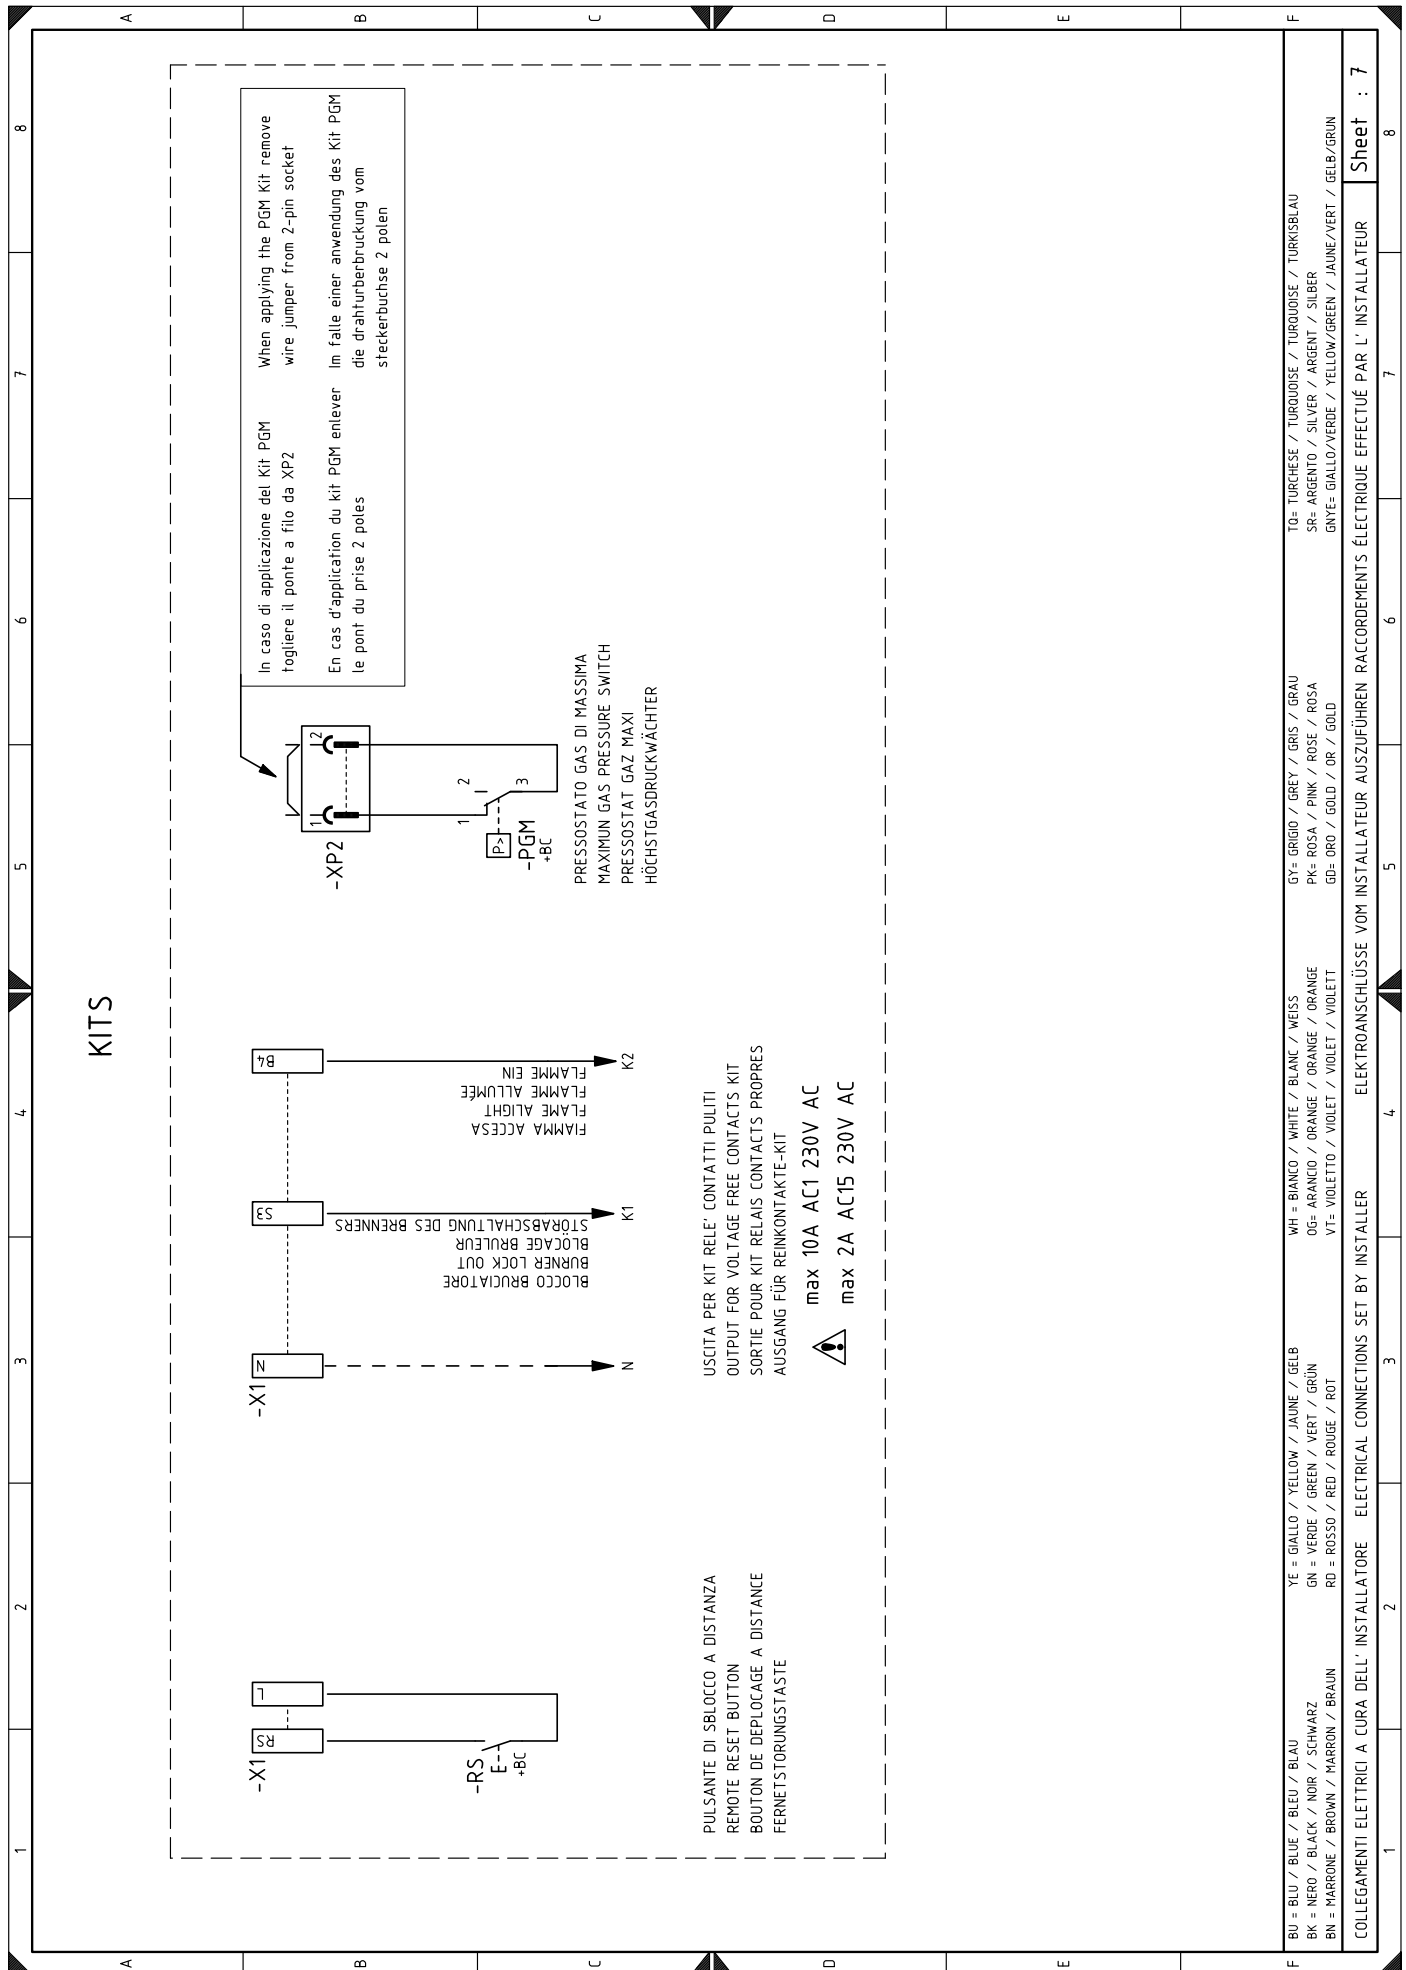 1 2 3 4 5 6 7 8
A
B
C
D
E
F
KITS
-X1
RS
L
-RS
E
+BC
PULSANTE DI SBLOCCO A DISTANZA
REMOTE RESET BUTTON
BOUTON DE DEPLOCAGE A DISTANCE
FERNETSTORUNGSTASTE
-X1
N
S3
B4
BLOCCO BRUCIATORE
BURNER LOCK OUT
BLOCAGE BRULEUR
STÖRABSCHALTUNG DES BRENNERS
FIAMMA ACCESA
FLAME ALIGHT
FLAMME ALLUMÉE
FLAMME EIN
N
K1
K2
USCITA PER KIT RELE' CONTATTI PULITI
OUTPUT FOR VOLTAGE FREE CONTACTS KIT
SORTIE POUR KIT RELAIS CONTACTS PROPRES
AUSGANG FÜR REINKONTAKTE-KIT
max 10A AC1 230V AC
max 2A AC15 230V AC
-XP2
1
2
1
2
3
P>
-PGM
+BC
PRESSOSTATO GAS DI MASSIMA
MAXIMUN GAS PRESSURE SWITCH
PRESSOSTAT GAZ MAXI
HÖCHSTGASDRUCKWÄCHTER
In caso di applicazione del Kit PGM
togliere il ponte a filo da XP2
When applying the PGM Kit remove
wire jumper from 2-pin socket
En cas d'application du kit PGM enlever
le pont du prise 2 poles
Im falle einer anwendung des Kit PGM
die drahturberbruckung vom
steckerbuchse 2 polen
BU = BLU / BLUE / BLEU / BLAU
BK = NERO / BLACK / NOIR / SCHWARZ
BN = MARRONE / BROWN / MARRON / BRAUN
YE = GIALLO / YELLOW / JAUNE / GELB
GN = VERDE / GREEN / VERT / GRÜN
RD = ROSSO / RED / ROUGE / ROT
WH = BIANCO / WHITE / BLANC / WEISS
OG= ARANCIO / ORANGE / ORANGE / ORANGE
VT= VIOLETTO / VIOLET / VIOLET / VIOLETT
GY= GRIGIO / GREY / GRIS / GRAU
PK= ROSA / PINK / ROSE / ROSA
GD= ORO / GOLD / OR / GOLD
TQ= TURCHESE / TURQUOISE / TURQUOISE / TURKISBLAU
SR= ARGENTO / SILVER / ARGENT / SILBER
GNYE= GIALLO/VERDE / YELLOW/GREEN / JAUNE/VERT / GELB/GRUN
COLLEGAMENTI ELETTRICI A CURA DELL' INSTALLATORE ELECTRICAL CONNECTIONS SET BY INSTALLER ELEKTROANSCHLÜSSE VOM INSTALLATEUR AUSZUFÜHREN RACCORDEMENTS ÉLECTRIQUE EFFECTUÉ PAR L' INSTALLATEUR
Sheet : 7
1 2 3 4 5 6 7 8
A
B
C
D
E
F